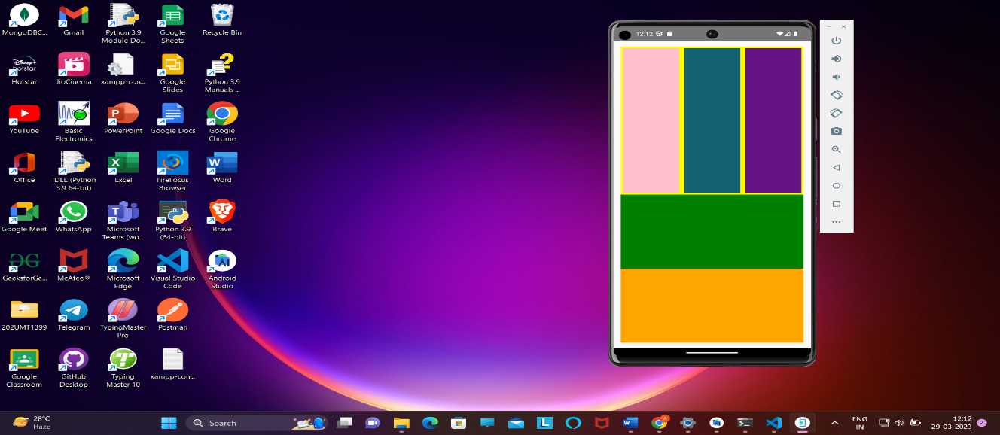 MongoDBC...
Gmail
Python 3.9
Module Do...
Google
Sheets
Recycle Bin
12:12
Disney+
hotstar
Hotstar
JioCinema
xampp-con...
Google
Slides
Python 3.9
Manuals ...
YouTube
Basic
Electronics
PowerPoint
Google Docs
Google
Chrome
Office
IDLE (Python
3.9 64-bit)
Excel
FireFocus
Browser
Word
Google Meet
WhatsApp
Microsoft
Teams (wo...
Python 3.9
(64-bit)
Brave
GeeksforGe...
McAfee®
Microsoft
Edge
Visual Studio
Code
Android
Studio
202UMT1399
Telegram
TypingMaster
Pro
Postman
Google
Classroom
GitHub
Desktop
Typing
Master 10
xampp-con...
28°C
Haze
Search
ENG
IN
12:12
29-03-2023
2